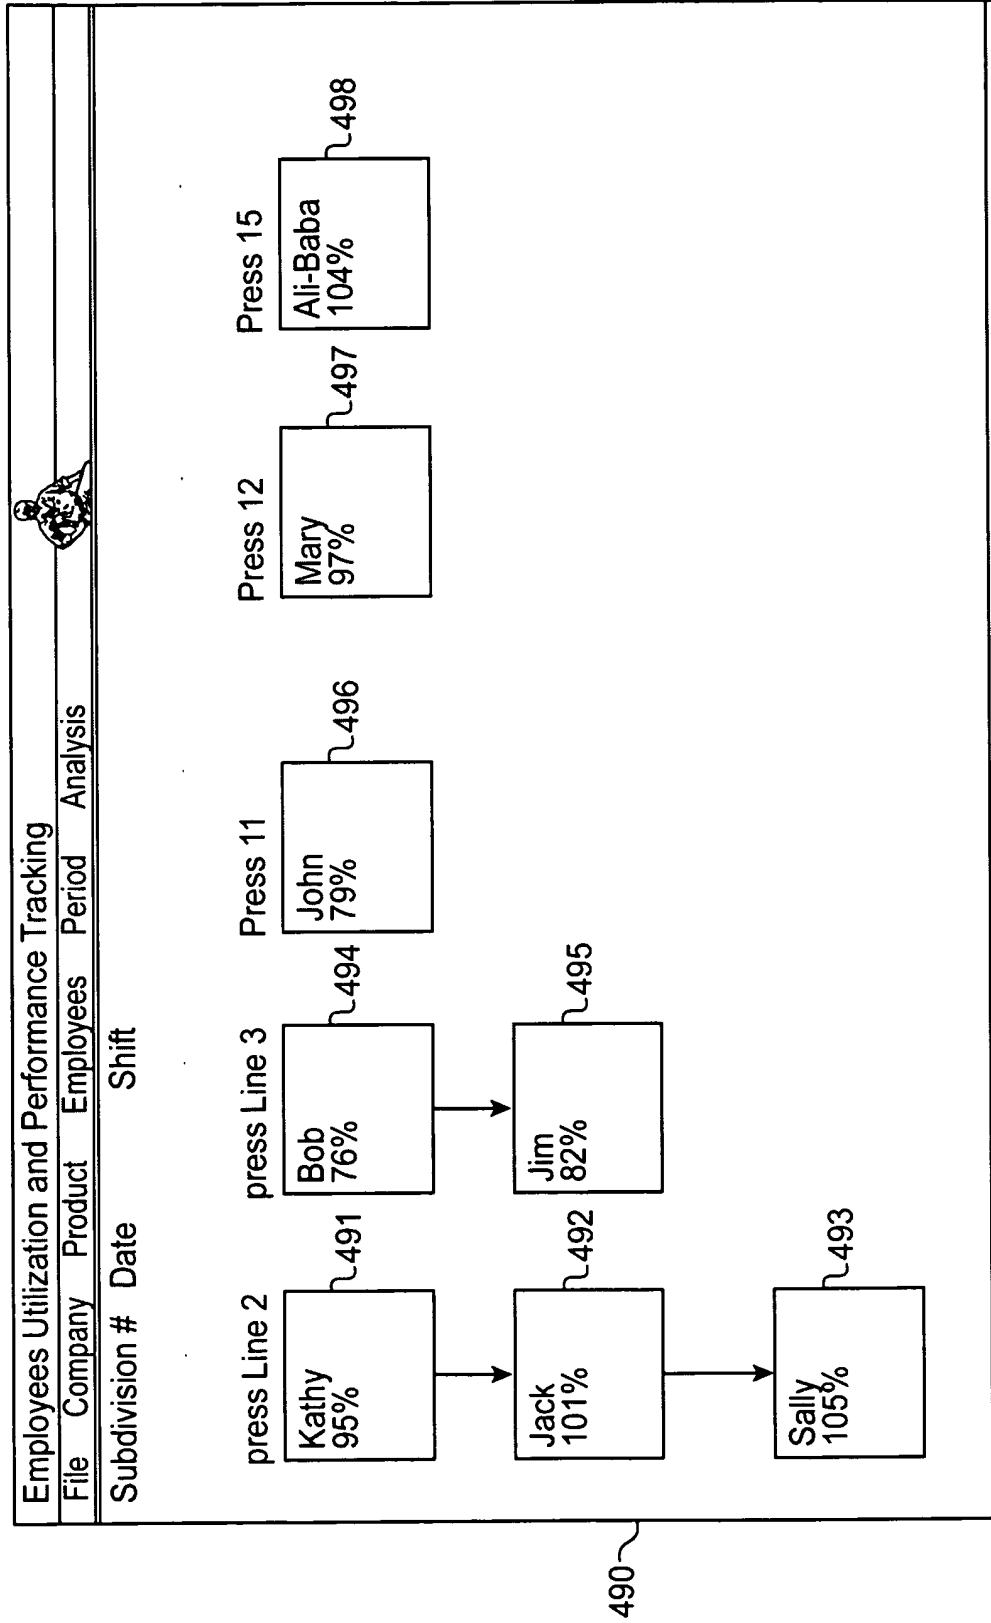 Employees Utilization and Performance Tracking
File Company Product Employees Period Analysis
Subdivision # Date Shift
press Line 2
press Line 3
Press 11
Press 12
Press 15
Kathy
95%
491
Bob
76%
494
John
79%
496
Mary
97%
497
Ali-Baba
104%
498
Jack
101%
492
Jim
82%
495
Sally
105%
493
490